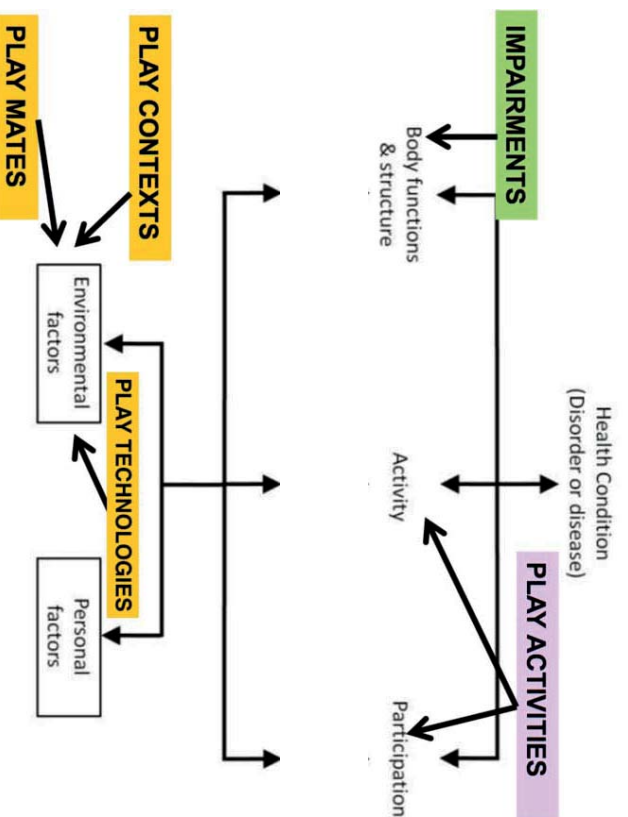 Health Condition
(Disorder or disease)
IMPAIRMENTS
PLAY ACTIVITIES
Body functions
& structure
Activity
Participation
PLAY CONTEXTS
PLAY TECHNOLOGIES
Environmental
factors
Personal
factors
PLAY MATES